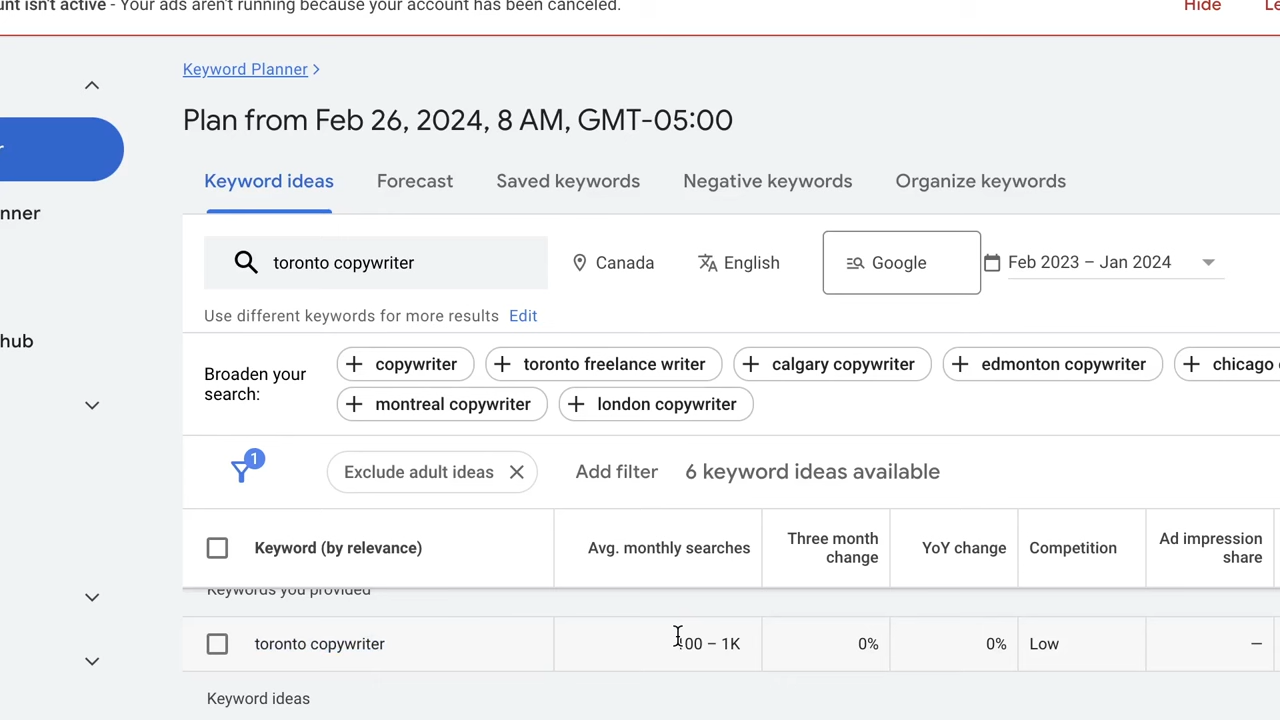 unt isn't active - Your ads aren't running because your account has been canceled.
Hide
Le
Keyword Planner
Plan from Feb 26, 2024, 8 AM, GMT-05:00
nner
hub
Keyword ideas Forecast Saved keywords Negative keywords Organize keywords
toronto copywriter Canada English Google Feb 2023 – Jan 2024
Use different keywords for more results Edit
Broaden your search:
+ copywriter + toronto freelance writer + calgary copywriter + edmonton copywriter + chicago
+ montreal copywriter + london copywriter
1
Exclude adult ideas Add filter 6 keyword ideas available
Keyword (by relevance) Avg. monthly searches Three month change YoY change Competition Ad impression share
Keywords you provided
toronto copywriter 00 – 1K 0% 0% Low –
Keyword ideas